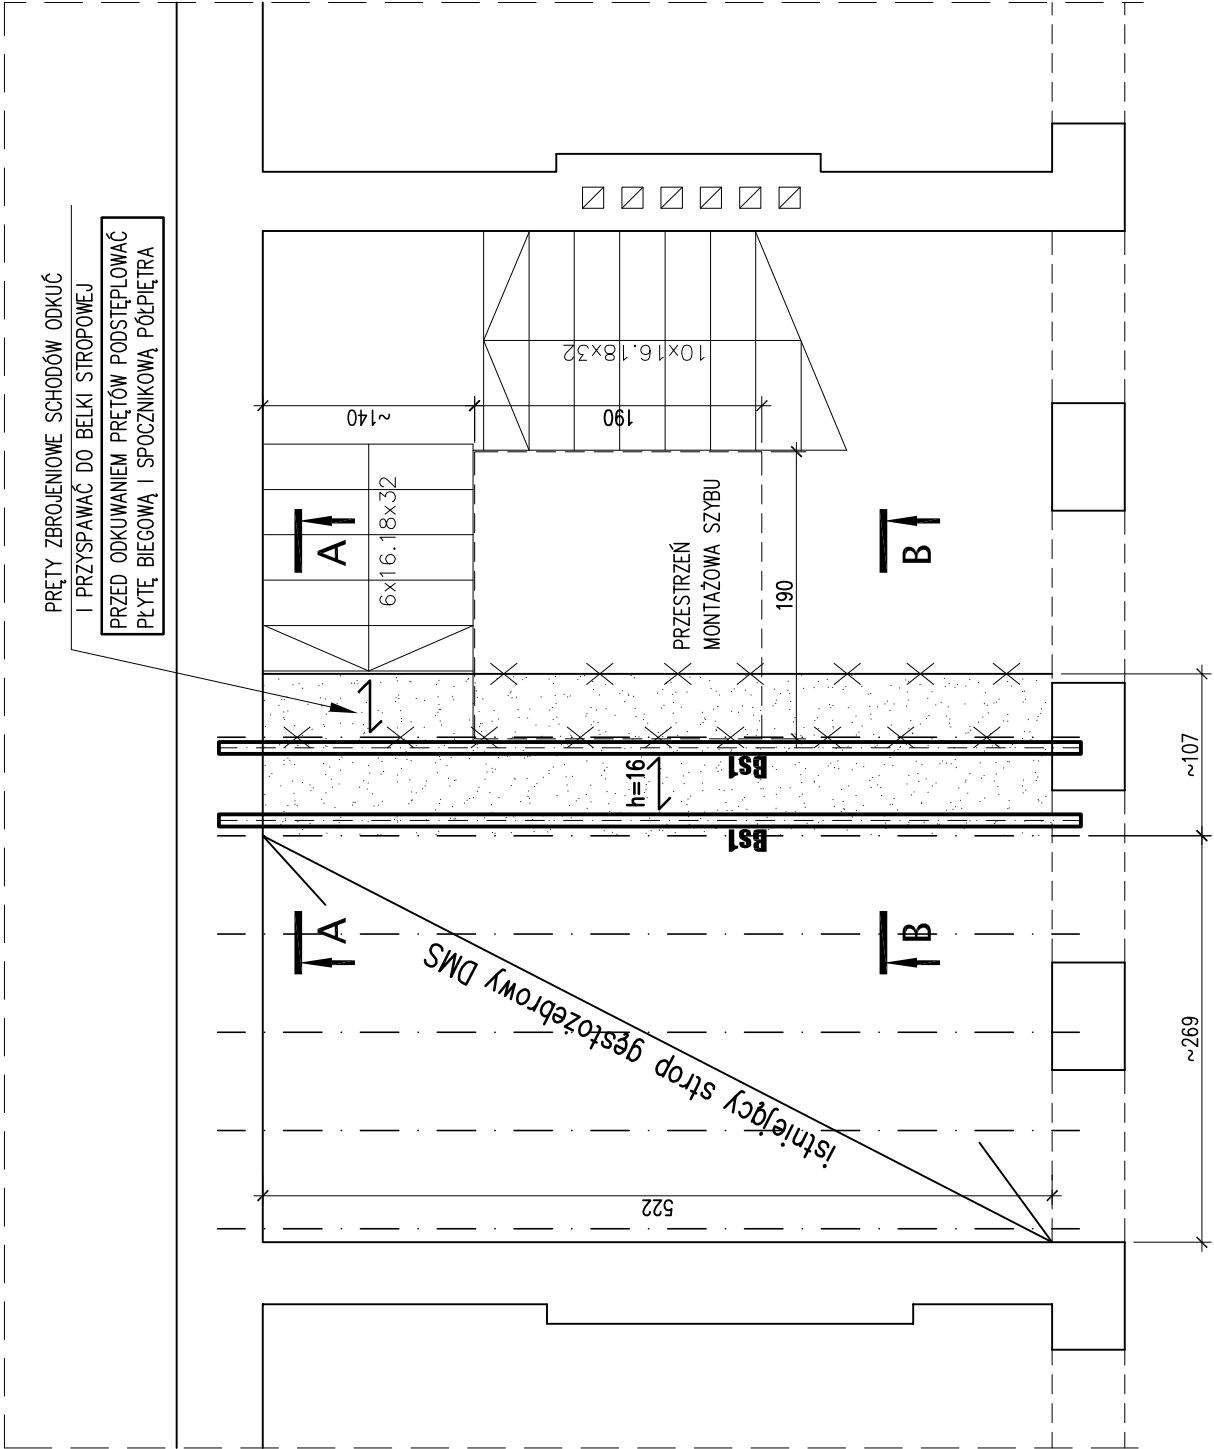 PRĘTY ZBROJENIOWE SCHODÓW ODKUĆ
I PRZYSPAWAĆ DO BELKI STROPOWEJ
PRZED ODKUWANIEM PRĘTÓW PODSTĘPLOWAĆ
PŁYTĘ BIEGOWĄ I SPOCZNIKOWĄ PÓŁPIĘTRA
~140
190
10x16.18x32
6x16.18x32
A
B
PRZESTRZEŃ
MONTAŻOWA SZYBU
190
h=16
BS1
BS1
~107
A
B
istniejący strop gęstożebrowy DMS
522
~269